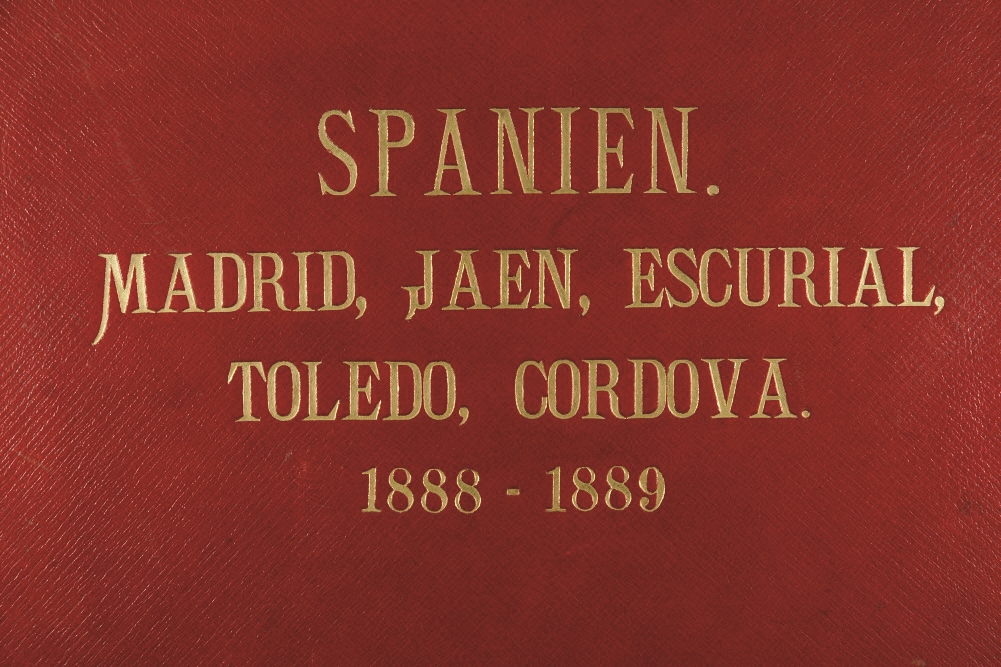 SPANIEN.
MADRID, JAEN, ESCURIAL,
TOLEDO, CORDOVA.
1888 - 1889